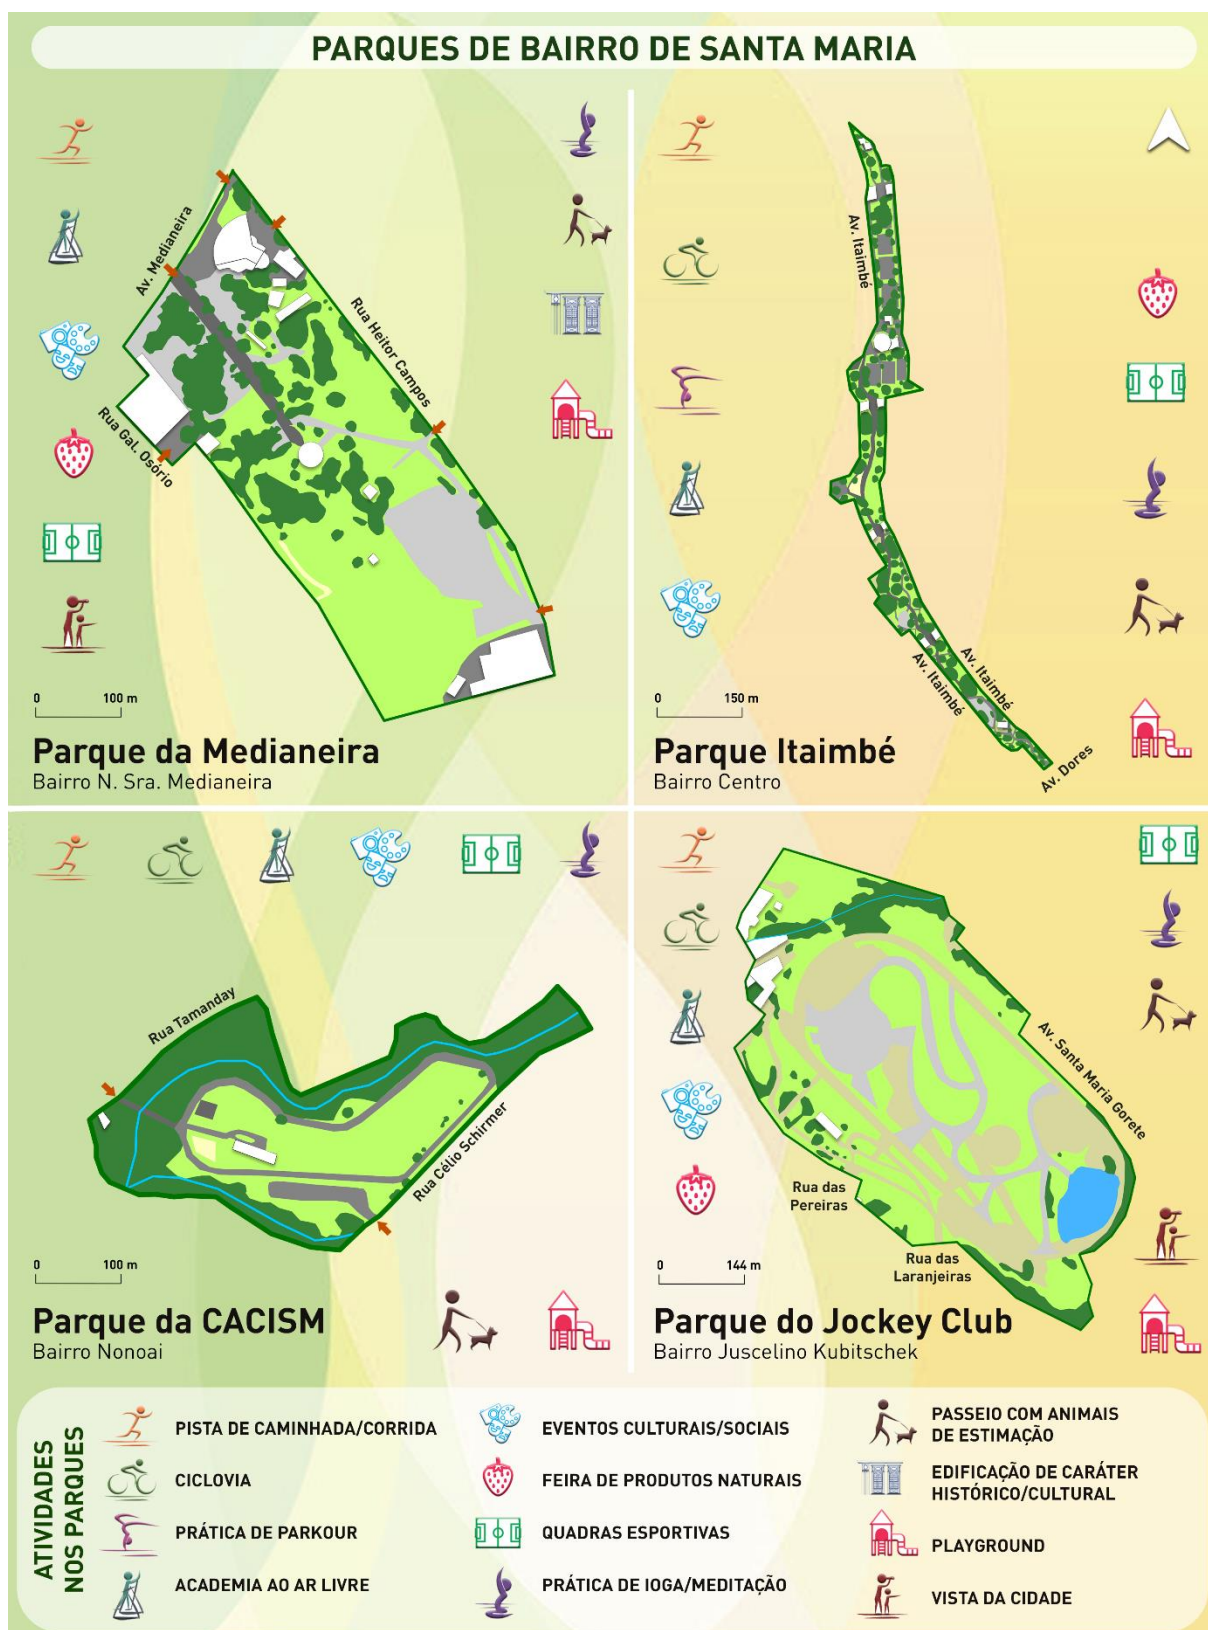 PARQUES DE BAIRRO DE SANTA MARIA
Av. Medianeira
Rua Heitor Campos
Rua Gal. Osório
0 100 m
Parque da Medianeira
Bairro N. Sra. Medianeira
Av. Itaimbé
Av. Itaimbé
Av. Itaimbé
Av. Dores
0 150 m
Parque Itaimbé
Bairro Centro
Rua Tamanday
Rua Célio Schirmer
0 100 m
Parque da CACISM
Bairro Nonoai
Av. Santa Maria Gorete
Rua das
Pereiras
Rua das
Laranjeiras
0 144 m
Parque do Jockey Club
Bairro Juscelino Kubitschek
ATIVIDADES
NOS PARQUES
PISTA DE CAMINHADA/CORRIDA
CICLOVIA
PRÁTICA DE PARKOUR
ACADEMIA AO AR LIVRE
EVENTOS CULTURAIS/SOCIAIS
FEIRA DE PRODUTOS NATURAIS
QUADRAS ESPORTIVAS
PRÁTICA DE IOGA/MEDITAÇÃO
PASSEIO COM ANIMAIS
DE ESTIMAÇÃO
EDIFICAÇÃO DE CARÁTER
HISTÓRICO/CULTURAL
PLAYGROUND
VISTA DA CIDADE